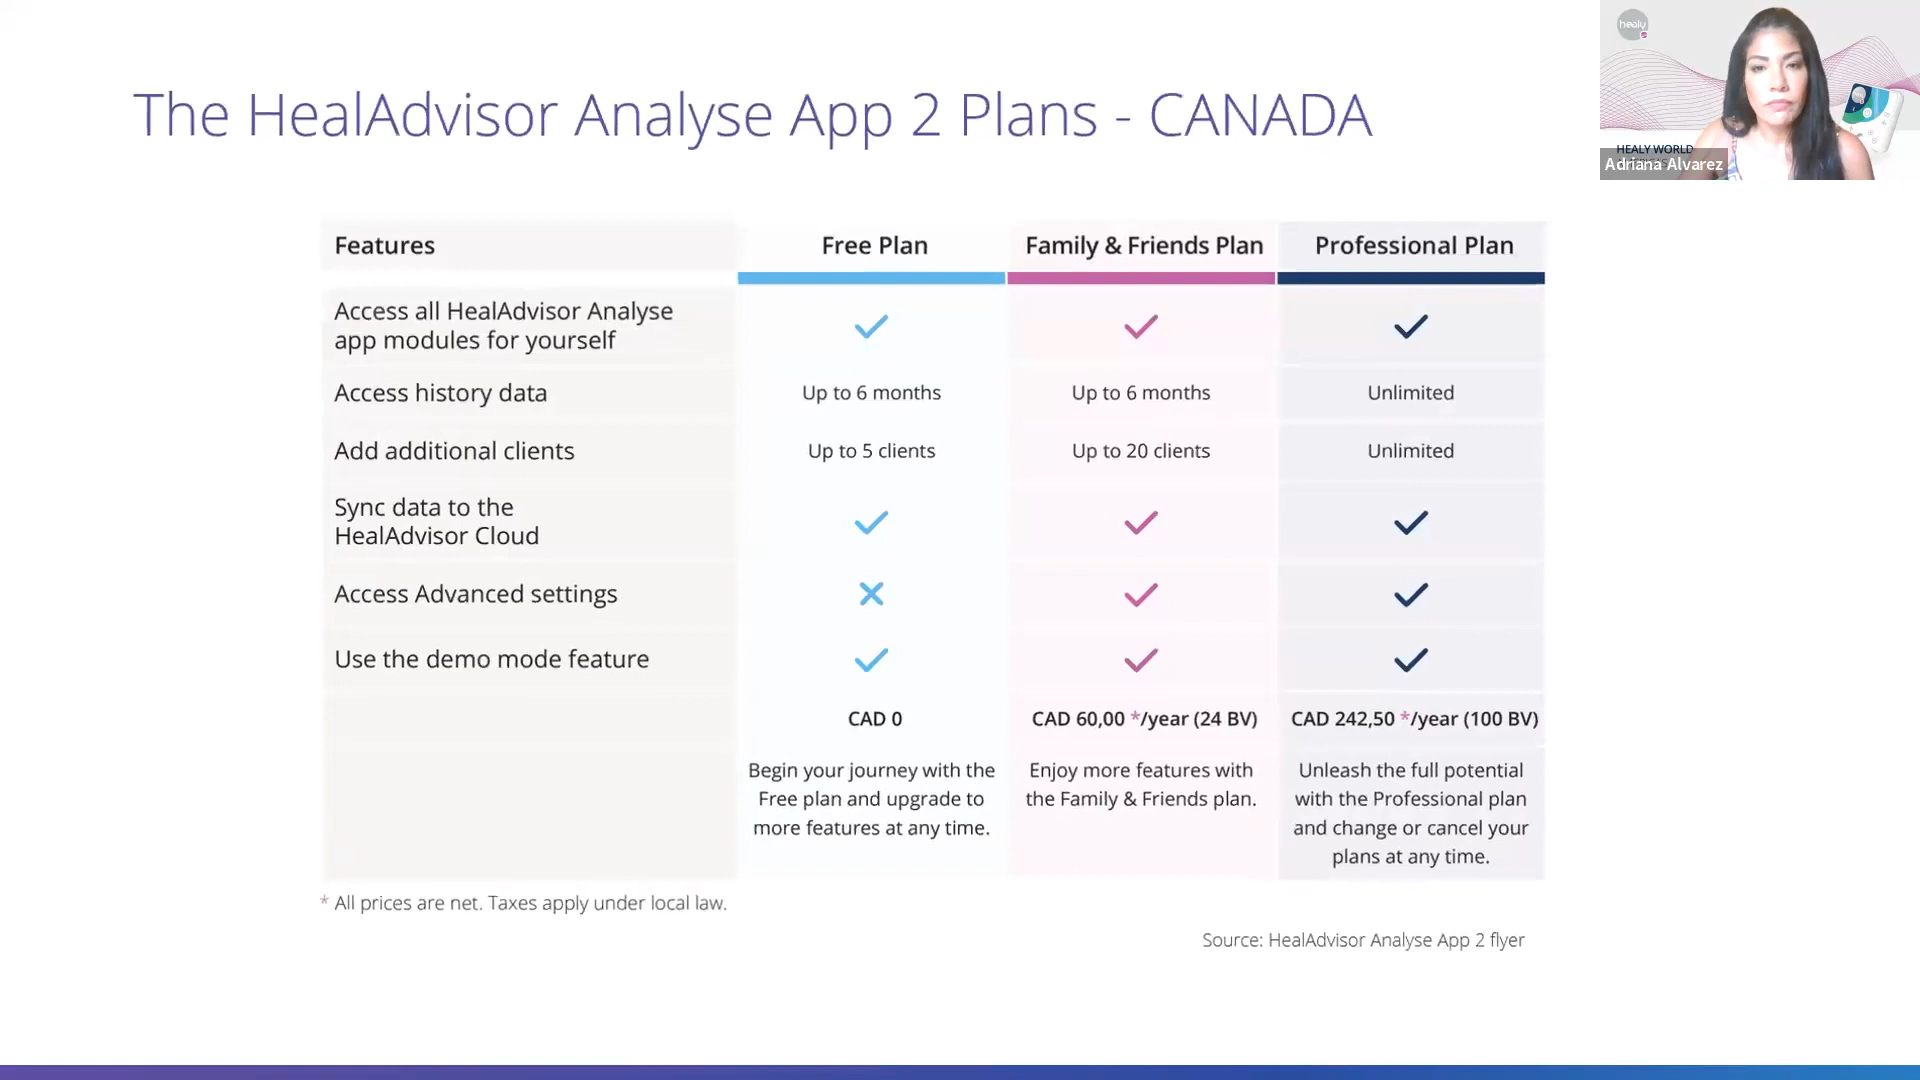 The HealAdvisor Analyse App 2 Plans - CANADA
healy
HEALY WORLD
Adriana Alvarez
Features
Free Plan
Family & Friends Plan
Professional Plan
Access all HealAdvisor Analyse
app modules for yourself
Access history data
Up to 6 months
Up to 6 months
Unlimited
Add additional clients
Up to 5 clients
Up to 20 clients
Unlimited
Sync data to the
HealAdvisor Cloud
Access Advanced settings
Use the demo mode feature
CAD 0
CAD 60,00 */year (24 BV)
CAD 242,50 */year (100 BV)
Begin your journey with the
Free plan and upgrade to
more features at any time.
Enjoy more features with
the Family & Friends plan.
Unleash the full potential
with the Professional plan
and change or cancel your
plans at any time.
* All prices are net. Taxes apply under local law.
Source: HealAdvisor Analyse App 2 flyer